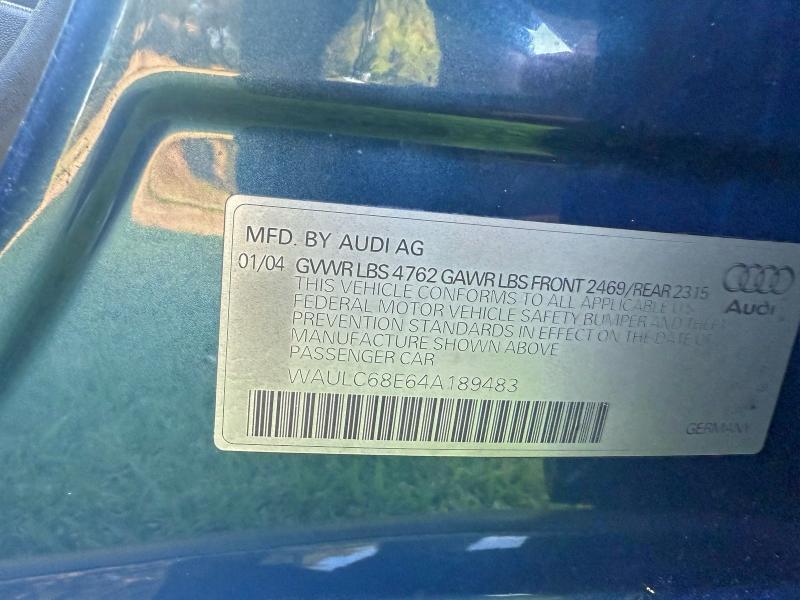 MFD. BY AUDI AG
01/04 GVWR LBS 4762 GAWR LBS FRONT 2469/REAR 2315
THIS VEHICLE CONFORMS TO ALL APPLICABLE U.S.
FEDERAL MOTOR VEHICLE SAFETY BUMPER AND THEFT
PREVENTION STANDARDS IN EFFECT ON THE DATE OF
MANUFACTURE SHOWN ABOVE
PASSENGER CAR
WAULC68E64A189483
Audi
GERMANY